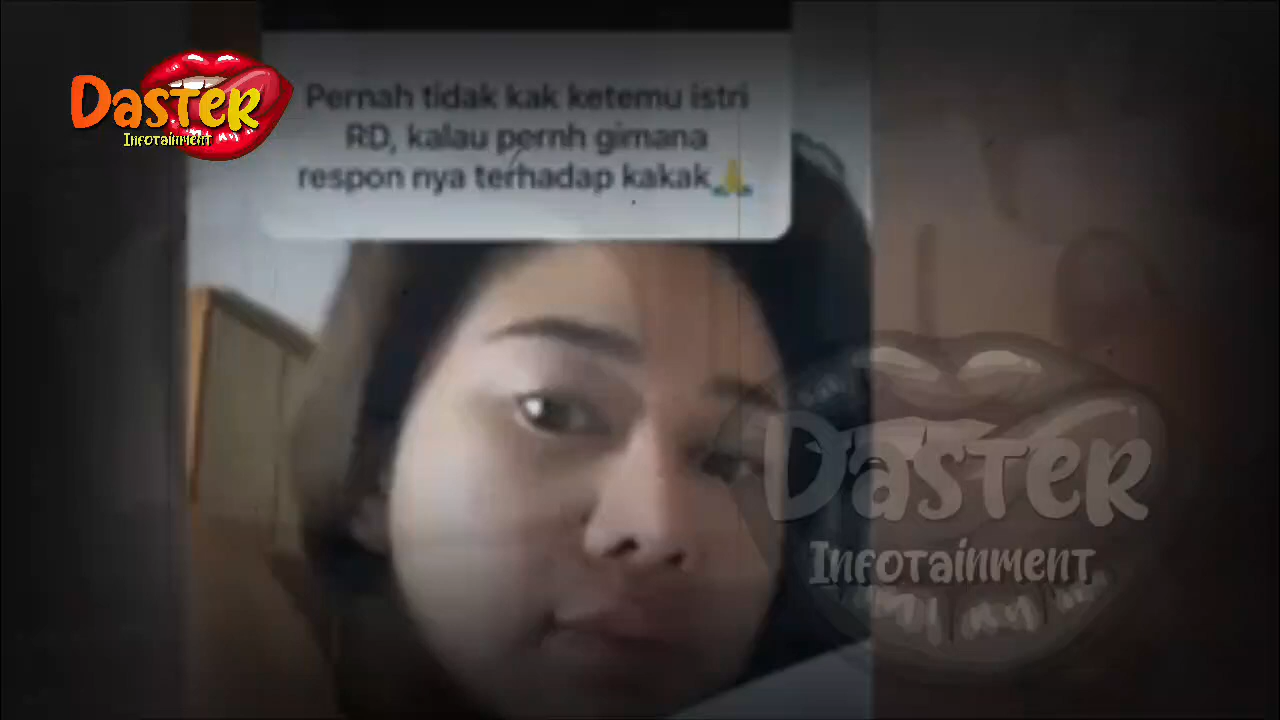 Daster
Infotainment
Pernah tidak kak ketemu istri
RD, kalau pernh gimana
respon nya terhadap kakak🙏
Daster
Infotainment